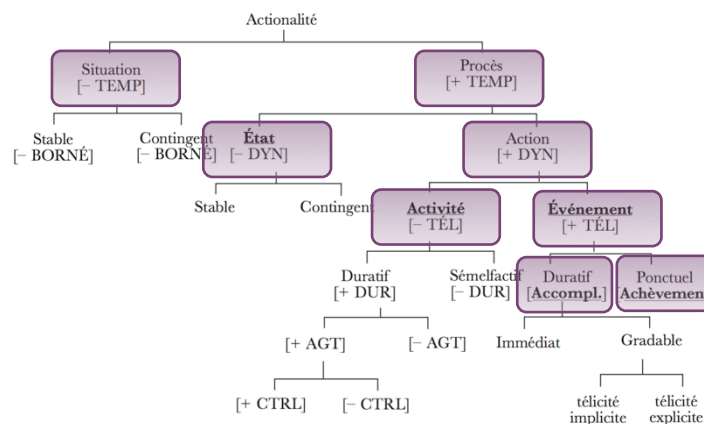 Actionalité
Situation
[– TEMP]
Procès
[+ TEMP]
Stable
[– BORNÉ]
Contingent
[– BORNÉ]
État
[– DYN]
Action
[+ DYN]
Stable
Contingent
Activité
[– TÉL]
Événement
[+ TÉL]
Duratif
[+ DUR]
Sémelfactif
[– DUR]
Duratif
[Accompl.]
Ponctuel
[Achèvement
[+ AGT]
[– AGT]
Immédiat
Gradable
[+ CTRL]
[– CTRL]
télicité
implicite
télicité
explicite